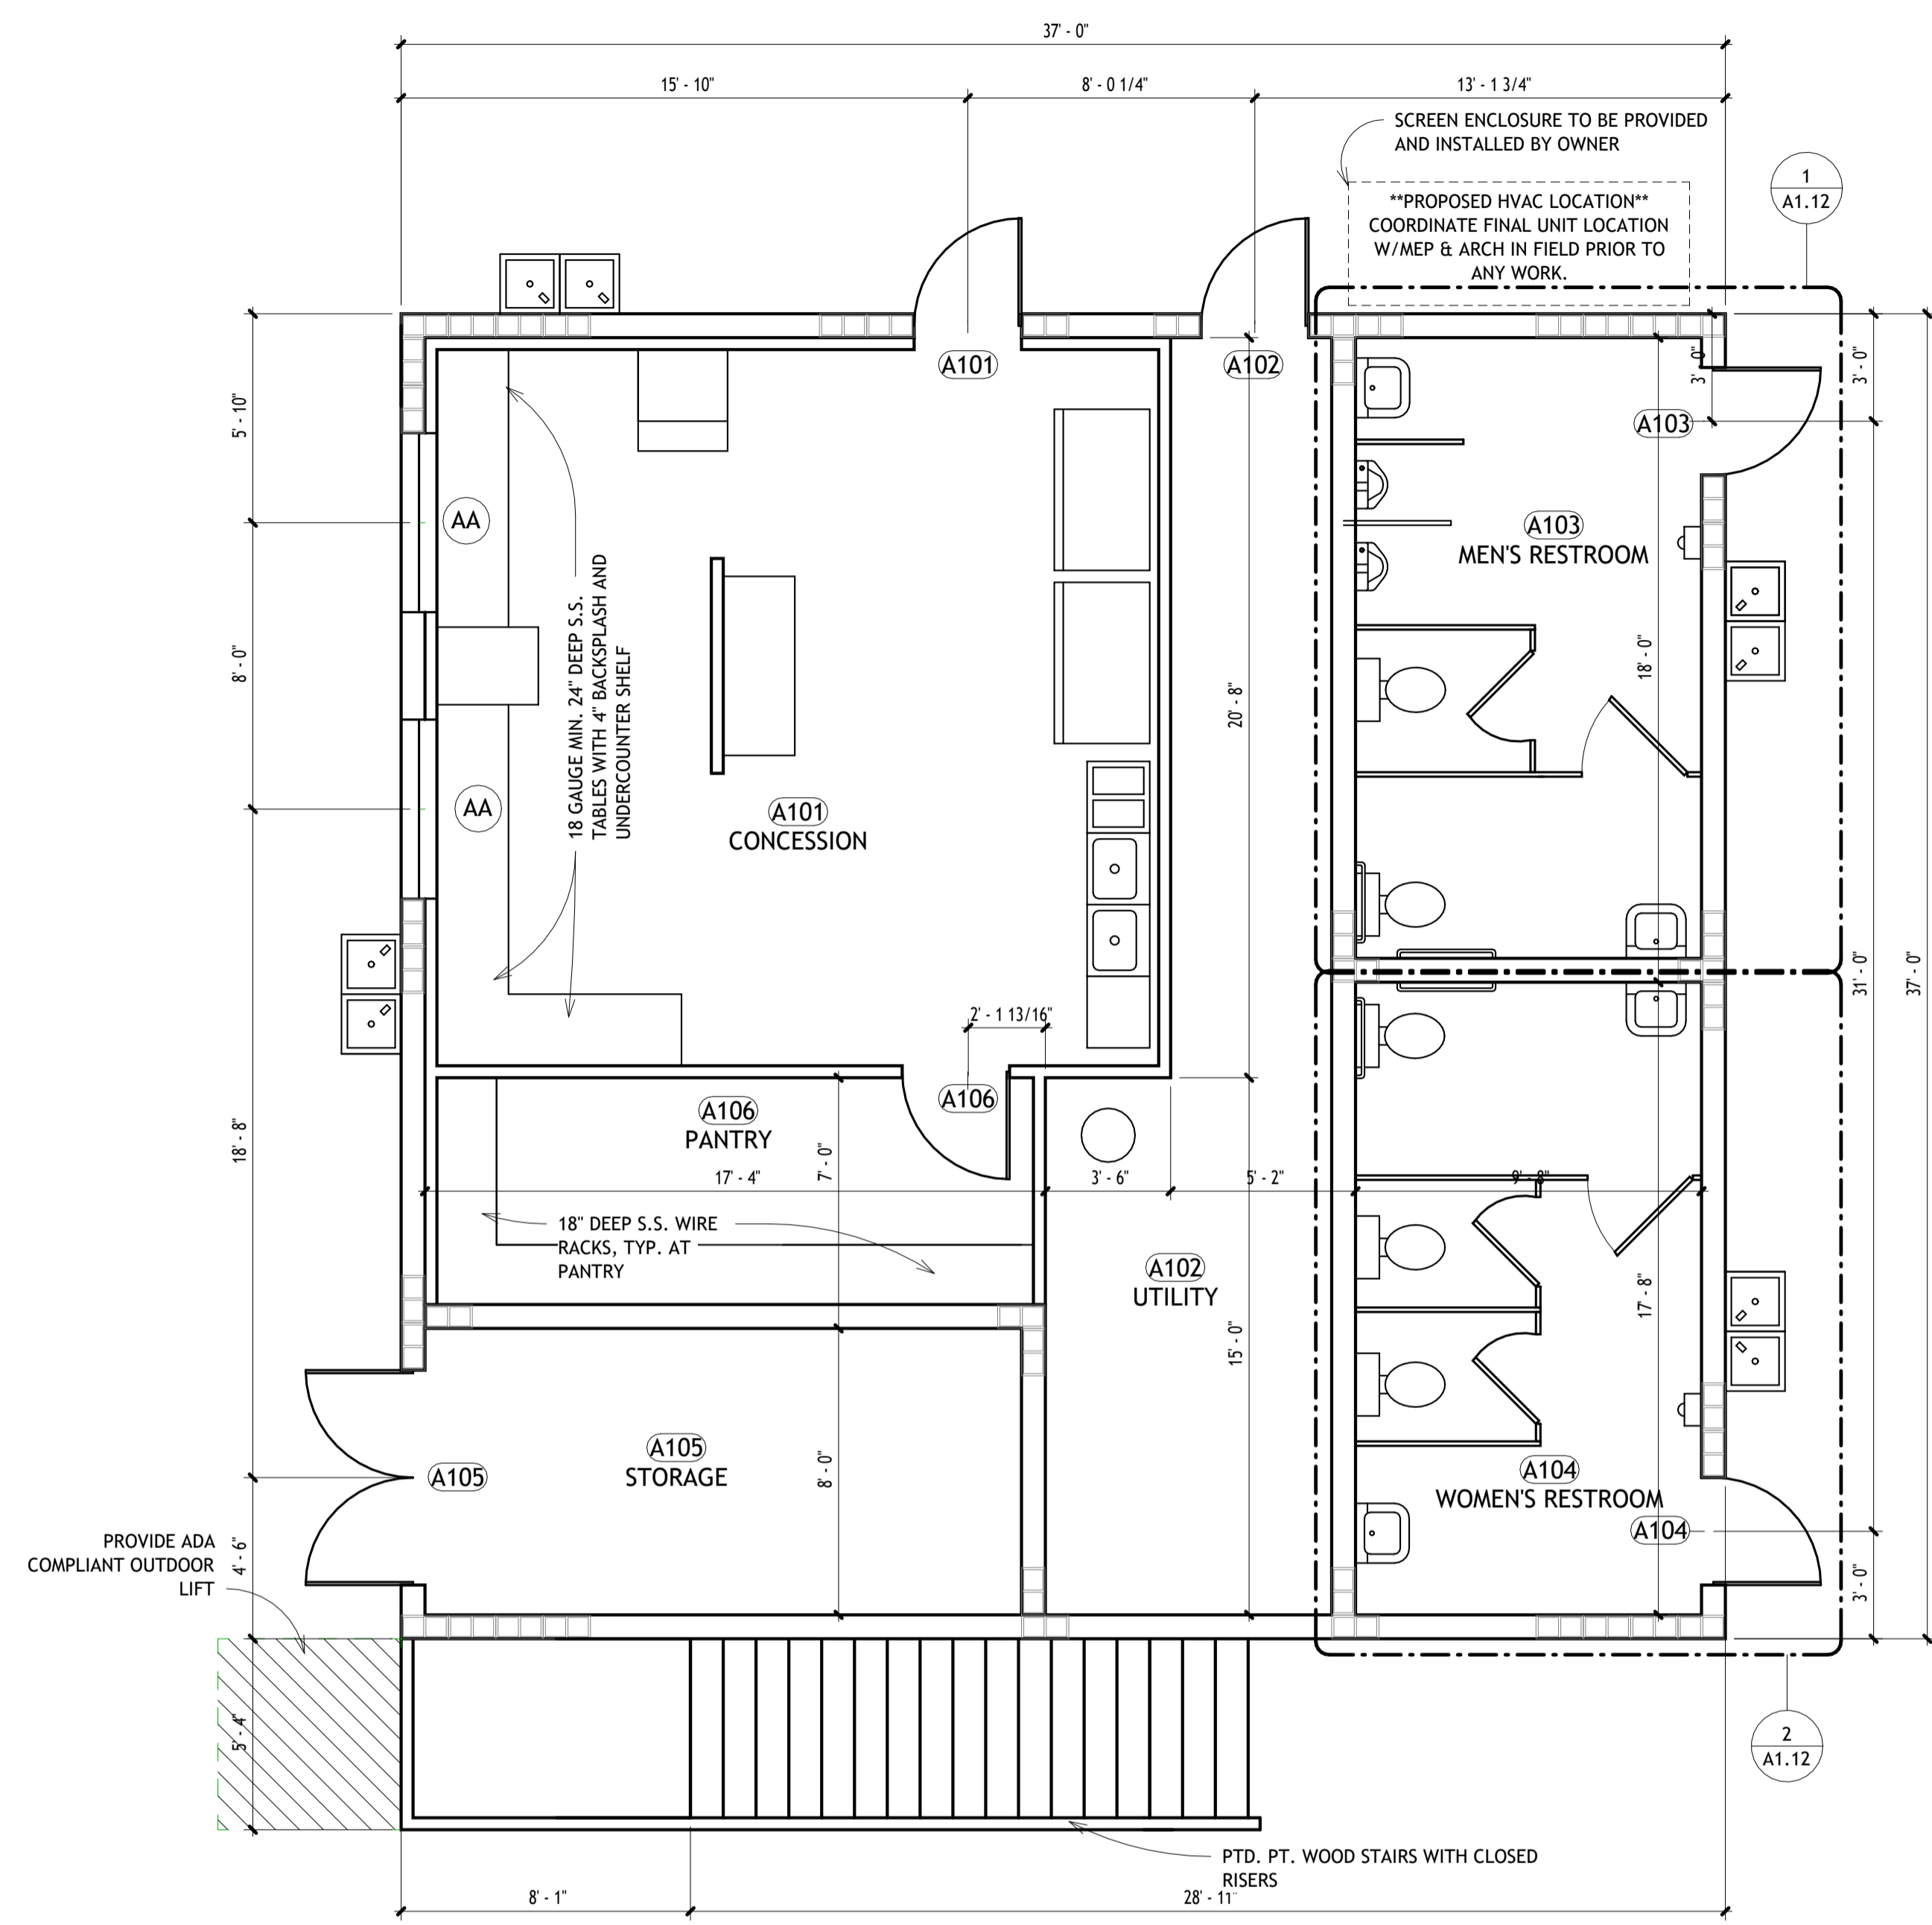 37' - 0"
15' - 10"
8' - 0 1/4"
13' - 1 3/4"
SCREEN ENCLOSURE TO BE PROVIDED
AND INSTALLED BY OWNER
1
A1.12
**PROPOSED HVAC LOCATION**
COORDINATE FINAL UNIT LOCATION
W/MEP & ARCH IN FIELD PRIOR TO
ANY WORK.
A101
A102
3' - 0"
3' - 0"
A103
5' - 10"
AA
A103
MEN'S RESTROOM
18 GAUGE MIN. 24" DEEP S.S.
TABLES WITH 4" BACKSPLASH AND
UNDERCOUNTER SHELF
8' - 0"
18' - 0"
20' - 8"
AA
A101
CONCESSION
31' - 0"
37' - 0"
2' - 1 13/16"
A106
A106
PANTRY
18' - 8"
7' - 0"
17' - 4"
3' - 6"
5' - 2"
9' - 8"
18" DEEP S.S. WIRE
RACKS, TYP. AT
PANTRY
A102
UTILITY
17' - 8"
15' - 0"
A105
STORAGE
A105
8' - 0"
A104
WOMEN'S RESTROOM
A104
PROVIDE ADA
COMPLIANT OUTDOOR
LIFT
4' - 6"
3' - 0"
5' - 4"
2
A1.12
PTD. PT. WOOD STAIRS WITH CLOSED
RISERS
8' - 1"
28' - 11"